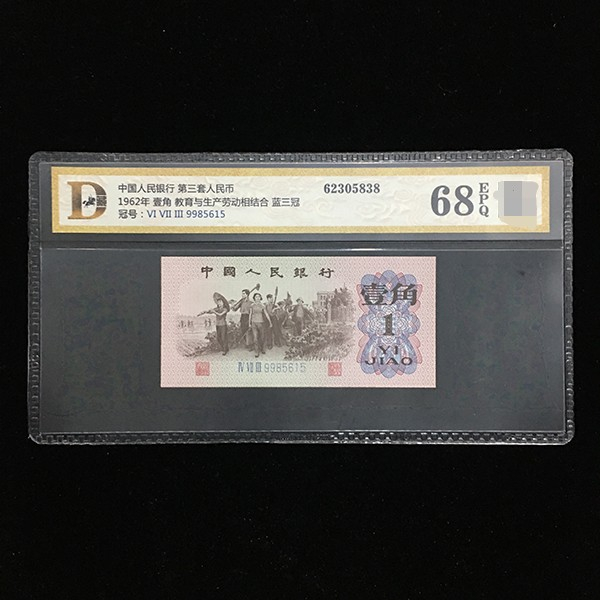 D
中国人民银行 第三套人民币
1962年 壹角 教育与生产劳动相结合 蓝三冠
冠号：VI VII III 9985615
62305838
68 EPQ
中國人民銀行
壹角
1
YI
JIAO
Ⅳ Ⅶ Ⅲ 9985615